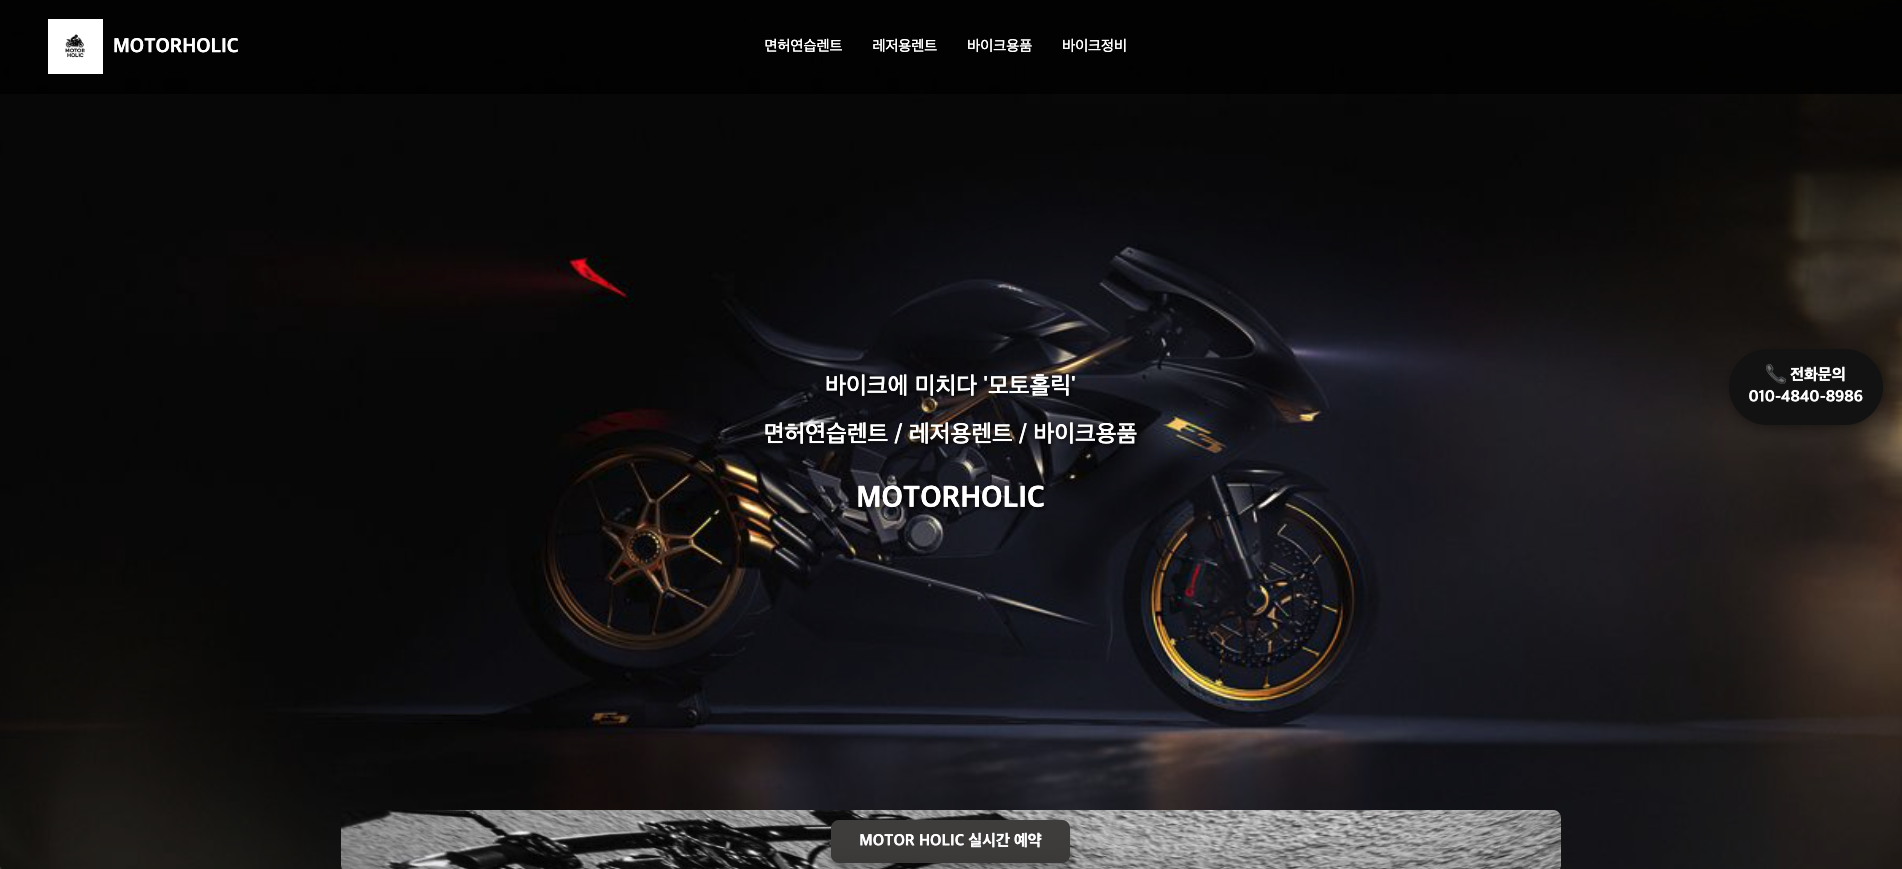 MOTOR
HOLIC
MOTORHOLIC
면허연습렌트
레저용렌트
바이크용품
바이크정비
바이크에 미치다 '모토홀릭'
면허연습렌트 / 레저용렌트 / 바이크용품
MOTORHOLIC
F3
F3
📞 전화문의
010-4840-8986
MOTOR HOLIC 실시간 예약